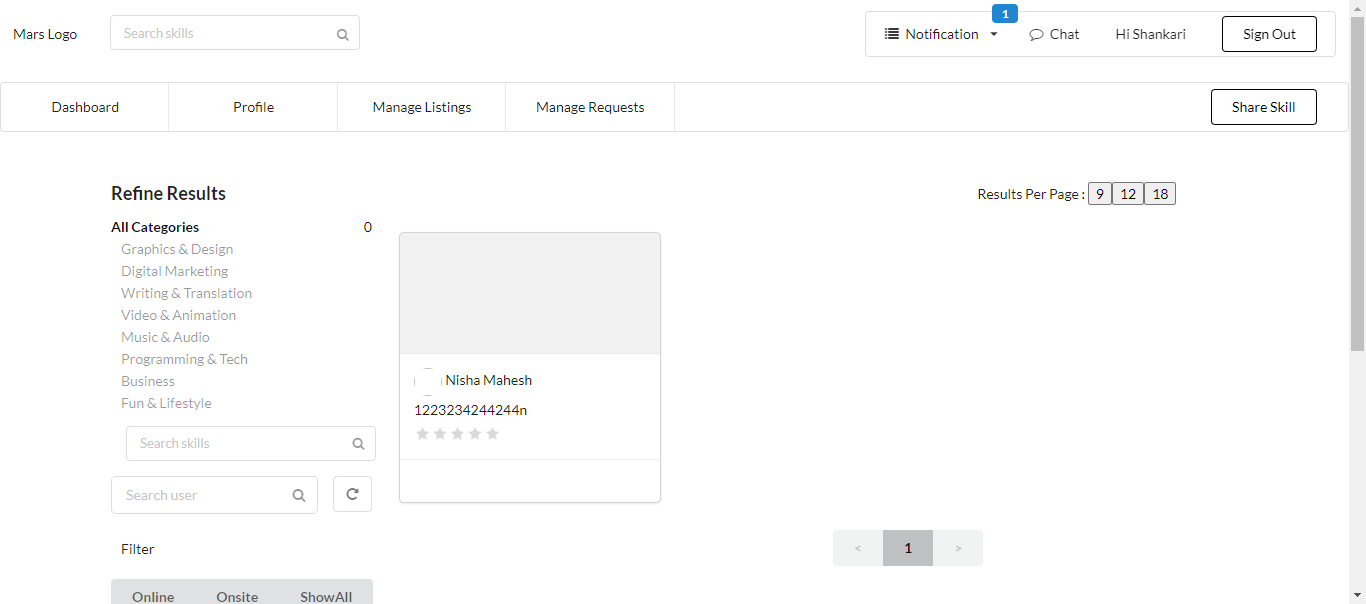 Mars Logo
Search skills
1
Notification
Chat
Hi Shankari
Sign Out
Dashboard
Profile
Manage Listings
Manage Requests
Share Skill
Refine Results
Results Per Page : 9 12 18
All Categories 0
Graphics & Design
Digital Marketing
Writing & Translation
Video & Animation
Music & Audio
Programming & Tech
Business
Fun & Lifestyle
Search skills
Search user
Filter
Online Onsite ShowAll
Nisha Mahesh
1223234244244n
< 1 >